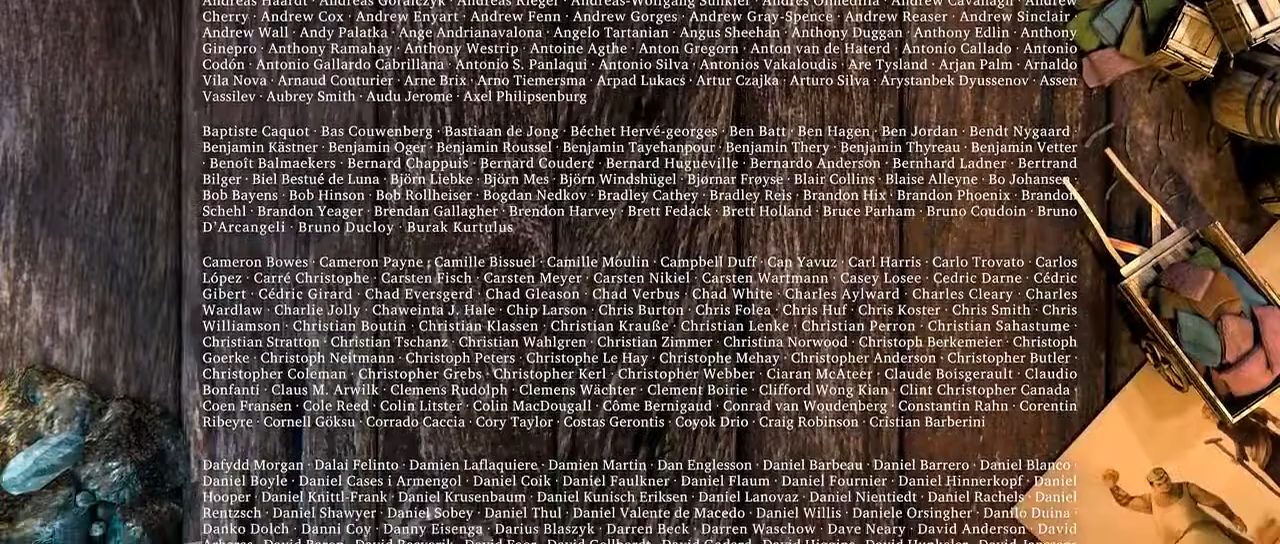 Andreas Haardt · Andreas Goralczyk · Andreas Rieger · Andreas-Wolfgang Sunkler · Andrés Olmedilla · Andrew Cavanagh · Andrew
Cherry · Andrew Cox · Andrew Enyart · Andrew Fenn · Andrew Gorges · Andrew Gray-Spence · Andrew Reaser · Andrew Sinclair ·
Andrew Wall · Andy Palatka · Ange Andrianavalona · Angelo Tartanian · Angus Sheehan · Anthony Duggan · Anthony Edlin · Anthony
Ginepro · Anthony Ramahay · Anthony Westrip · Antoine Agthe · Anton Gregorn · Anton van de Haterd · Antonio Callado · Antonio
Codón · Antonio Gallardo Cabrillana · Antonio S. Panlaqui · Antonio Silva · Antonios Vakaloudis · Are Tysland · Arjan Palm · Arnaldo
Vila Nova · Arnaud Couturier · Arne Brix · Arno Tiemersma · Arpad Lukacs · Artur Czajka · Arturo Silva · Arystanbek Dyussenov · Assen
Vassilev · Aubrey Smith · Audu Jerome · Axel Philipsenburg
Baptiste Caquot · Bas Couwenberg · Bastiaan de Jong · Béchet Hervé-georges · Ben Batt · Ben Hagen · Ben Jordan · Bendt Nygaard ·
Benjamin Kästner · Benjamin Oger · Benjamin Roussel · Benjamin Tayehanpour · Benjamin Thery · Benjamin Thyreau · Benjamin Vetter
· Benoît Balmaekers · Bernard Chappuis · Bernard Couderc · Bernard Hugueville · Bernardo Anderson · Bernhard Ladner · Bertrand
Bilger · Biel Bestué de Luna · Björn Liebke · Björn Mes · Björn Windshügel · Bjørnar Frøyse · Blair Collins · Blaise Alleyne · Bo Johansen ·
Bob Bayens · Bob Hinson · Bob Rollheiser · Bogdan Nedkov · Bradley Cathey · Bradley Reis · Brandon Hix · Brandon Phoenix · Brandon
Schehl · Brandon Yeager · Brendan Gallagher · Brendon Harvey · Brett Fedack · Brett Holland · Bruce Parham · Bruno Coudoin · Bruno
D'Arcangeli · Bruno Ducloy · Burak Kurtulus
Cameron Bowes · Cameron Payne · Camille Bissuel · Camille Moulin · Campbell Duff · Can Yavuz · Carl Harris · Carlo Trovato · Carlos
López · Carré Christophe · Carsten Fisch · Carsten Meyer · Carsten Nikiel · Carsten Wartmann · Casey Losee · Cedric Darne · Cédric
Gibert · Cédric Girard · Chad Eversgerd · Chad Gleason · Chad Verbus · Chad White · Charles Aylward · Charles Cleary · Charles
Wardlaw · Charlie Jolly · Chaweinta J. Hale · Chip Larson · Chris Burton · Chris Folea · Chris Huf · Chris Koster · Chris Smith · Chris
Williamson · Christian Boutin · Christian Klassen · Christian Krauße · Christian Lenke · Christian Perron · Christian Sahastume ·
Christian Stratton · Christian Tschanz · Christian Wahlgren · Christian Zimmer · Christina Norwood · Christoph Berkemeier · Christoph
Goerke · Christoph Neitmann · Christoph Peters · Christophe Le Hay · Christophe Mehay · Christopher Anderson · Christopher Butler ·
Christopher Coleman · Christopher Grebs · Christopher Kerl · Christopher Webber · Ciaran McAteer · Claude Boisgerault · Claudio
Bonfanti · Claus M. Arwilk · Clemens Rudolph · Clemens Wächter · Clement Boirie · Clifford Wong Kian · Clint Christopher Canada ·
Coen Fransen · Cole Reed · Colin Litster · Colin MacDougall · Côme Bernigaud · Conrad van Woudenberg · Constantin Rahn · Corentin
Ribeyre · Cornell Göksu · Corrado Caccia · Cory Taylor · Costas Gerontis · Coyok Drio · Craig Robinson · Cristian Barberini
Dafydd Morgan · Dalai Felinto · Damien Laflaquiere · Damien Martin · Dan Englesson · Daniel Barbeau · Daniel Barrero · Daniel Blanco ·
Daniel Boyle · Daniel Cases i Armengol · Daniel Coik · Daniel Faulkner · Daniel Flaum · Daniel Fournier · Daniel Hinnerkopf · Daniel
Hooper · Daniel Knittl-Frank · Daniel Krusenbaum · Daniel Kunisch Eriksen · Daniel Lanovaz · Daniel Nientiedt · Daniel Rachels · Daniel
Rentzsch · Daniel Shawyer · Daniel Sobey · Daniel Thul · Daniel Valente de Macedo · Daniel Willis · Daniele Orsingher · Danilo Duina ·
Danko Dolch · Danni Coy · Danny Eisenga · Darius Blaszyk · Darren Beck · Darren Waschow · Dave Neary · David Anderson · David